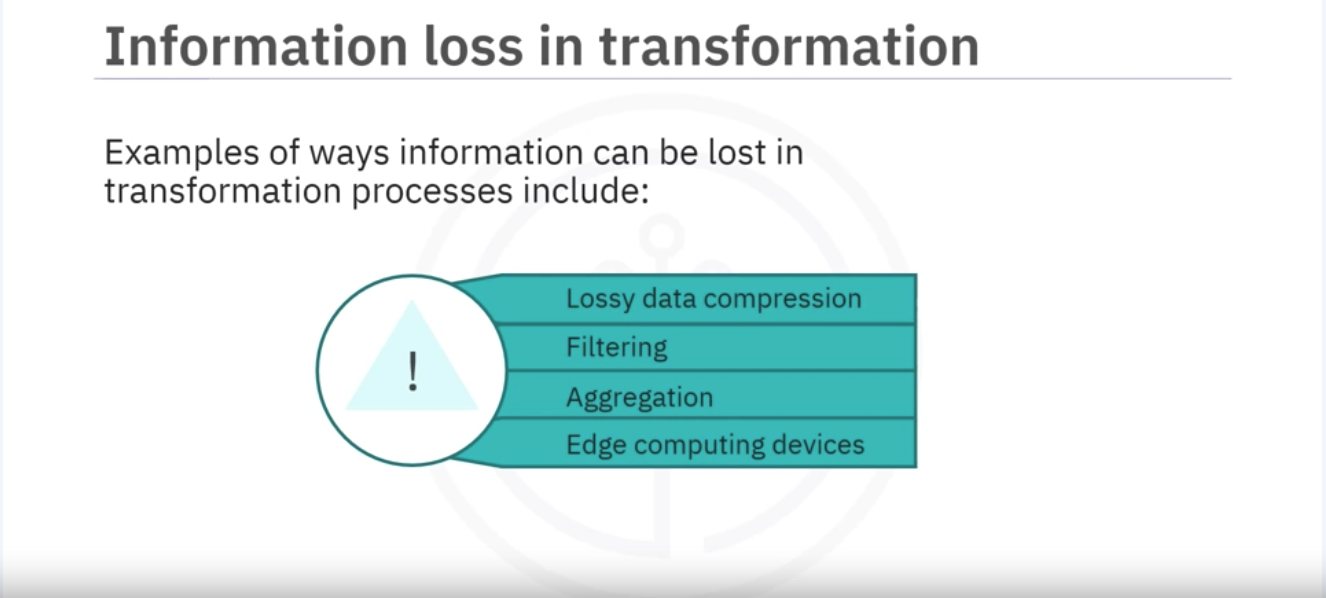 Information loss in transformation
Examples of ways information can be lost in
transformation processes include:
!
Lossy data compression
Filtering
Aggregation
Edge computing devices